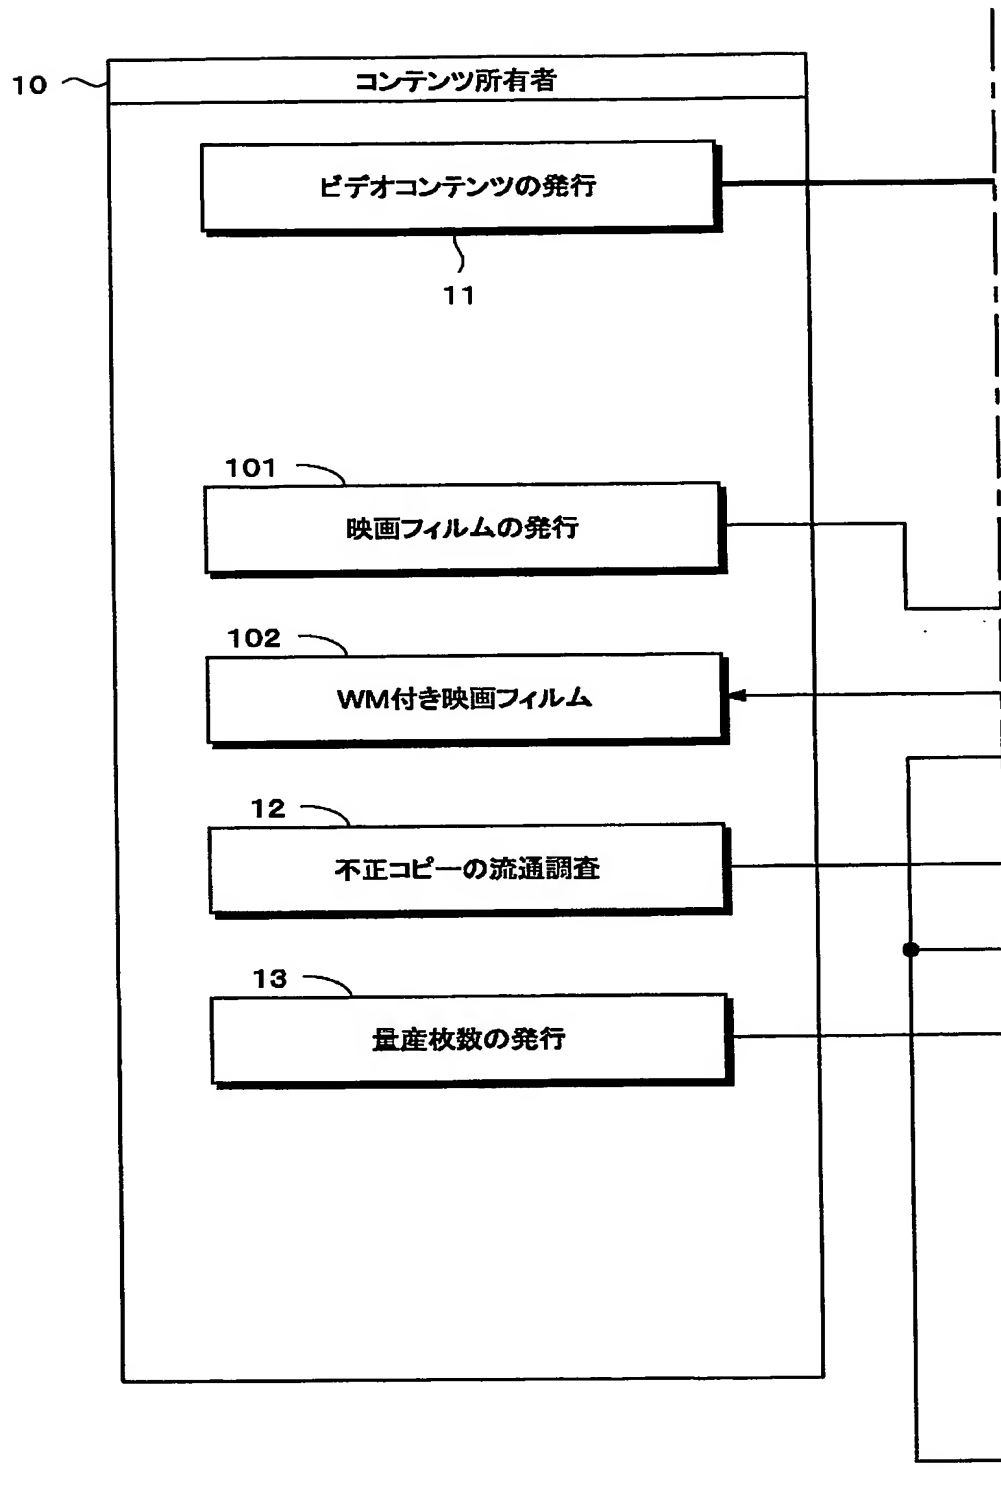 10
コンテンツ所有者
ビデオコンテンツの発行
11
101
映画フィルムの発行
102
WM付き映画フィルム
12
不正コピーの流通調査
13
量産枚数の発行